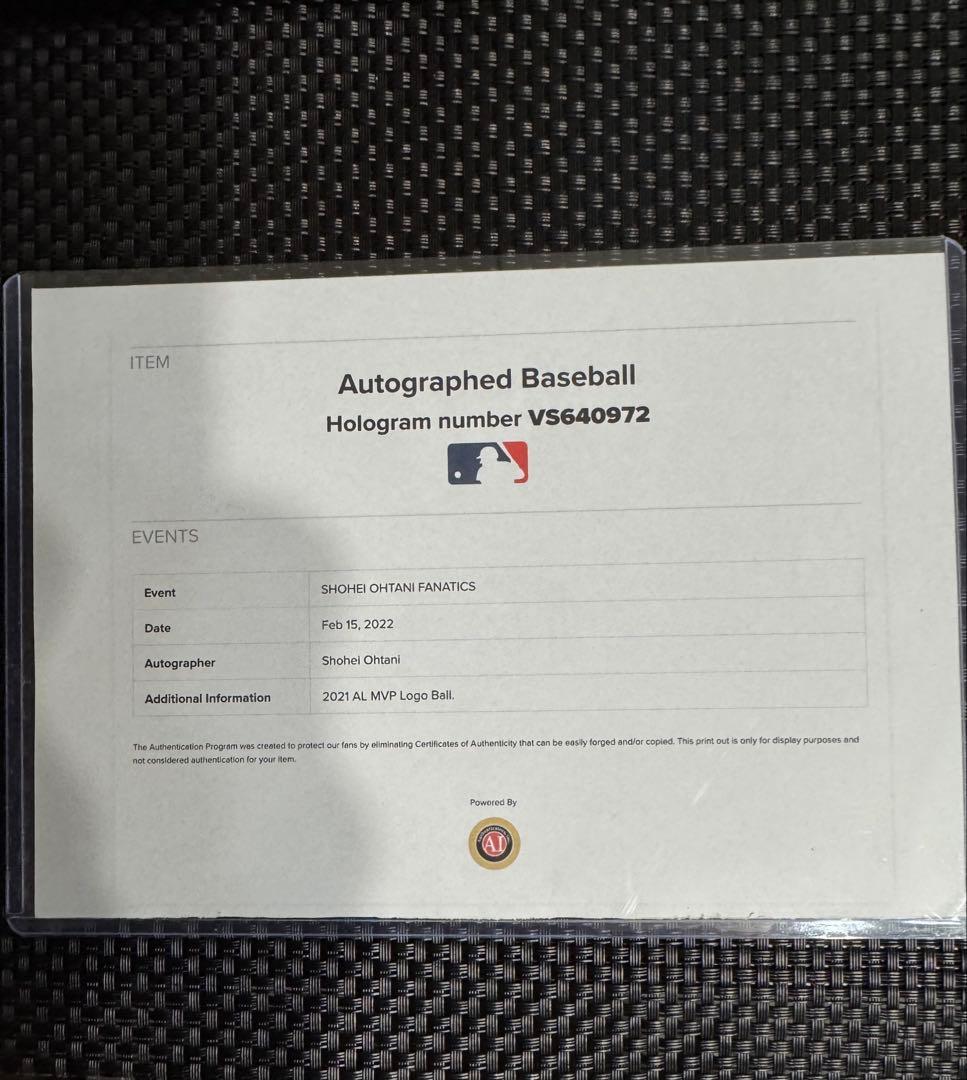 ITEM
Autographed Baseball
Hologram number VS640972
EVENTS
Event SHOHEI OHTANI FANATICS
Date Feb 15, 2022
Autographer Shohei Ohtani
Additional Information 2021 AL MVP Logo Ball.
The Authentication Program was created to protect our fans by eliminating Certificates of Authenticity that can be easily forged and/or copied. This print out is only for display purposes and
not considered authentication for your item.
Powered By
AI